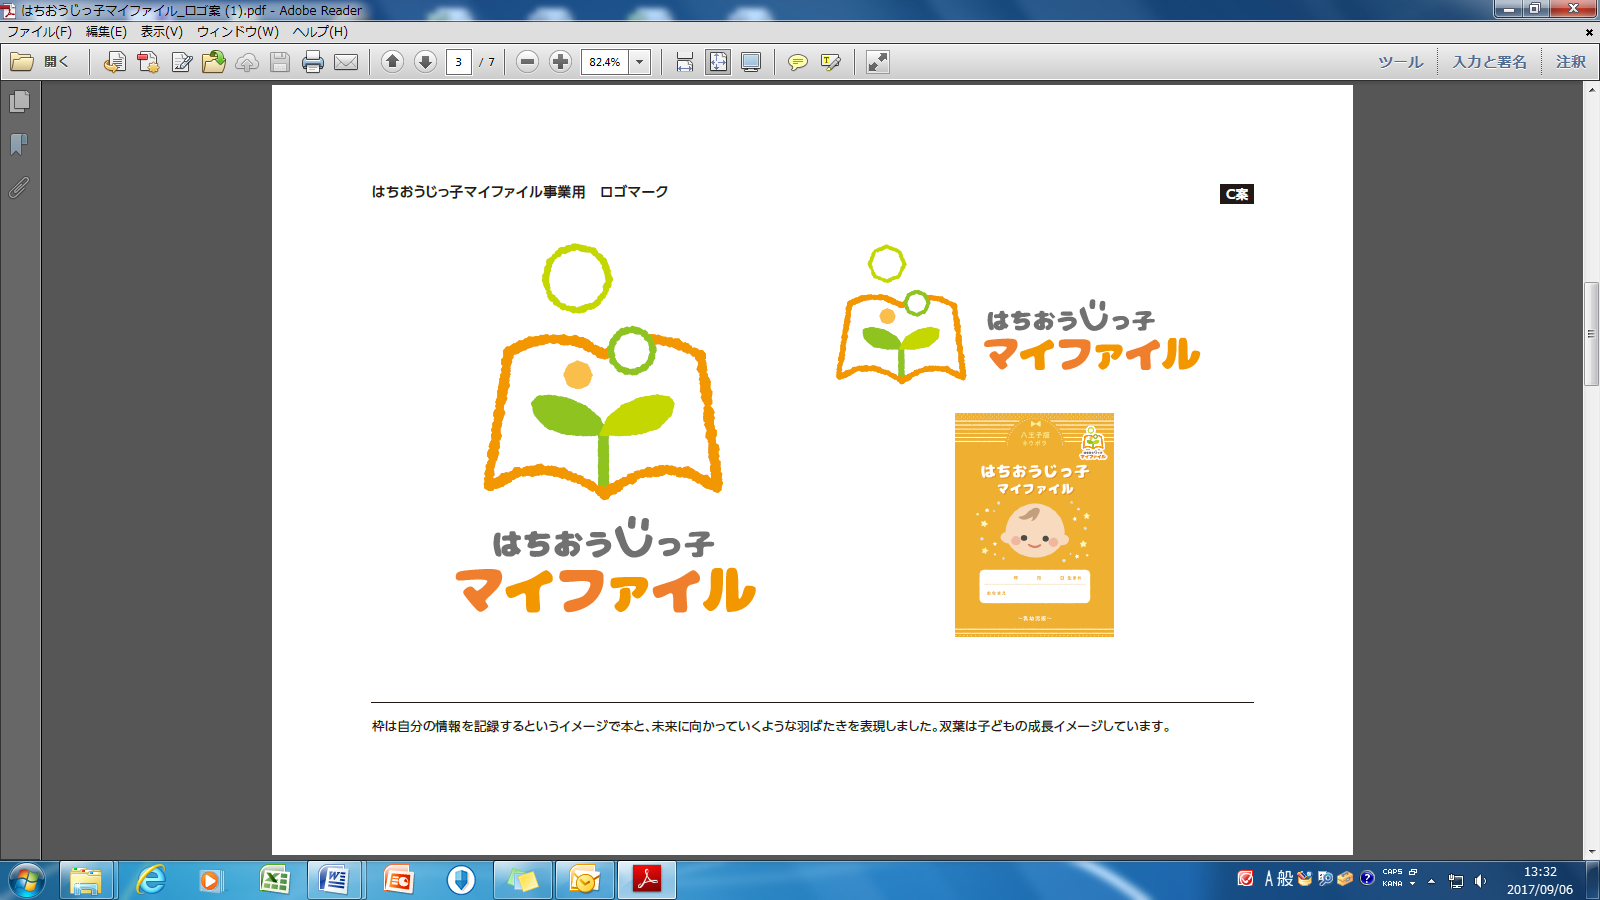 はちおうじっ子マイファイル_ロゴ案 (1).pdf - Adobe Reader
ファイル(F) 編集(E) 表示(V) ウィンドウ(W) ヘルプ(H)
開く 3 / 7 82.4% ツール 入力と署名 注釈
はちおうじっ子マイファイル事業用 ロゴマーク
C案
はちおうじっ子
マイファイル
はちおうじっ子
マイファイル
はちおうじっ子
マイファイル
~乳幼児期~
枠は自分の情報を記録するというイメージで本と、未来に向かっていくような羽ばたきを表現しました。双葉は子どもの成長イメージしています。
A 般 CAPS KANA
13:32
2017/09/06